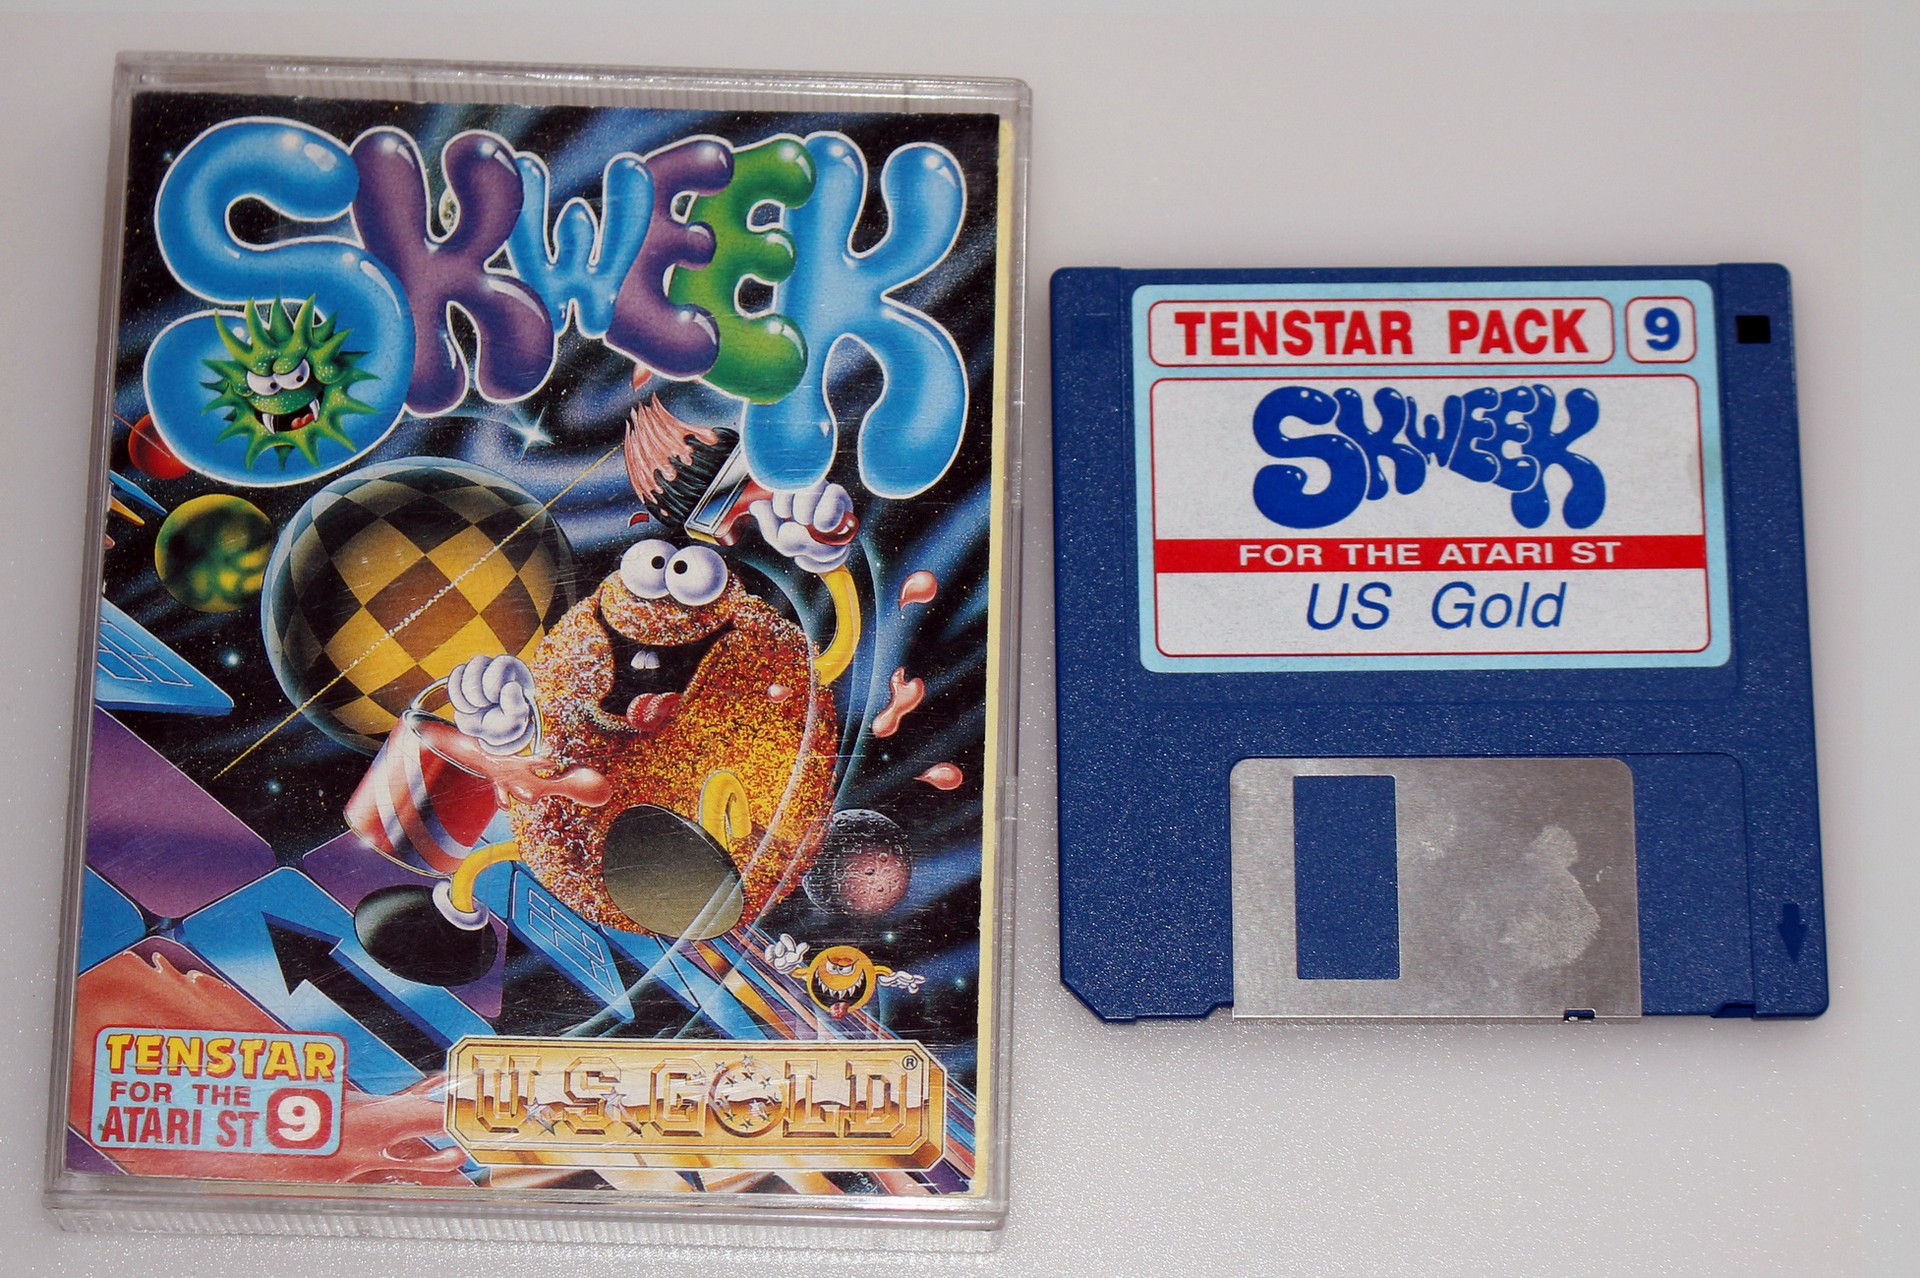 SKWEEK
TENSTAR
FOR THE
ATARI ST 9
U.S. GOLD®
TENSTAR PACK 9
SKWEEK
FOR THE ATARI ST
US Gold